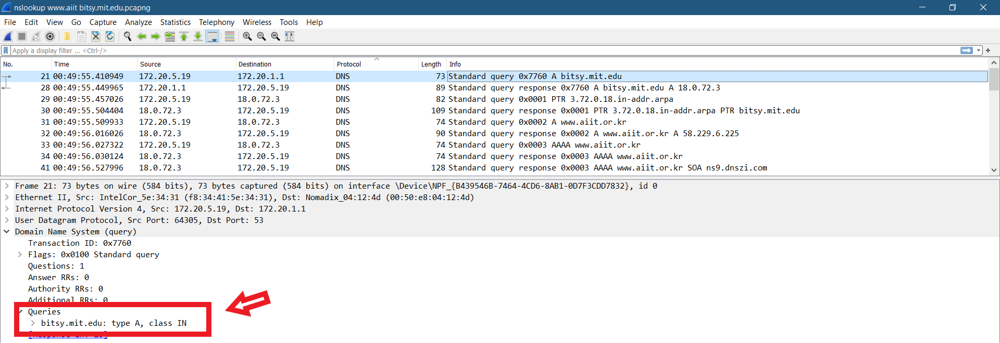 nslookup www.aiit bitsy.mit.edu.pcapng
File Edit View Go Capture Analyze Statistics Telephony Wireless Tools Help
Apply a display filter ... <Ctrl-/>
No. Time Source Destination Protocol Length Info
21 00:49:55.410949 172.20.5.19 172.20.1.1 DNS 73 Standard query 0x7760 A bitsy.mit.edu
28 00:49:55.449965 172.20.1.1 172.20.5.19 DNS 89 Standard query response 0x7760 A bitsy.mit.edu A 18.0.72.3
29 00:49:55.457026 172.20.5.19 18.0.72.3 DNS 82 Standard query 0x0001 PTR 3.72.0.18.in-addr.arpa
30 00:49:55.504404 18.0.72.3 172.20.5.19 DNS 109 Standard query response 0x0001 PTR 3.72.0.18.in-addr.arpa PTR bitsy.mit.edu
31 00:49:55.509933 172.20.5.19 18.0.72.3 DNS 74 Standard query 0x0002 A www.aiit.or.kr
32 00:49:56.016026 18.0.72.3 172.20.5.19 DNS 90 Standard query response 0x0002 A www.aiit.or.kr A 58.229.6.225
33 00:49:56.027322 172.20.5.19 18.0.72.3 DNS 74 Standard query 0x0003 AAAA www.aiit.or.kr
34 00:49:56.030124 18.0.72.3 172.20.5.19 DNS 74 Standard query response 0x0003 AAAA www.aiit.or.kr
41 00:49:56.527996 18.0.72.3 172.20.5.19 DNS 128 Standard query response 0x0003 AAAA www.aiit.or.kr SOA ns9.dnszi.com
Frame 21: 73 bytes on wire (584 bits), 73 bytes captured (584 bits) on interface \Device\NPF_{B439546B-7464-4CD6-8AB1-0D7F3CDD7832}, id 0
Ethernet II, Src: IntelCor_5e:34:31 (f8:34:41:5e:34:31), Dst: Nomadix_04:12:4d (00:50:e8:04:12:4d)
Internet Protocol Version 4, Src: 172.20.5.19, Dst: 172.20.1.1
User Datagram Protocol, Src Port: 64305, Dst Port: 53
Domain Name System (query)
Transaction ID: 0x7760
Flags: 0x0100 Standard query
Questions: 1
Answer RRs: 0
Authority RRs: 0
Additional RRs: 0
Queries
bitsy.mit.edu: type A, class IN